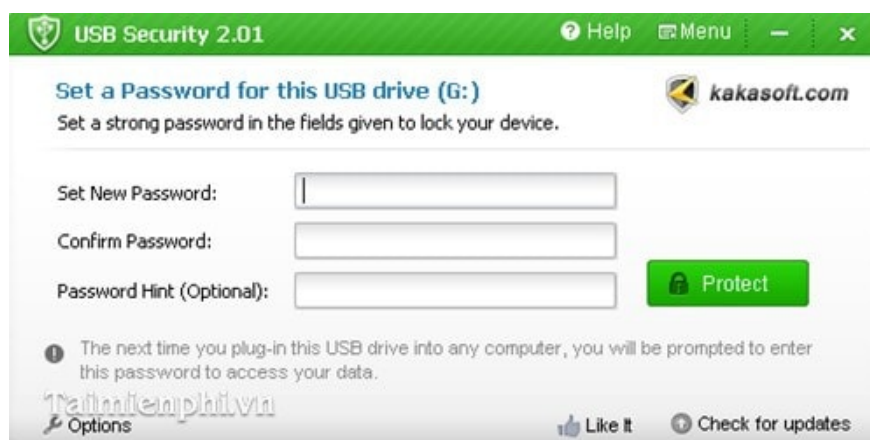 USB Security 2.01
Help Menu
Set a Password for this USB drive (G:)
kakasoft.com
Set a strong password in the fields given to lock your device.
Set New Password:
Confirm Password:
Password Hint (Optional):
Protect
The next time you plug-in this USB drive into any computer, you will be prompted to enter
this password to access your data.
Taimienphi.vn
Options Like It Check for updates